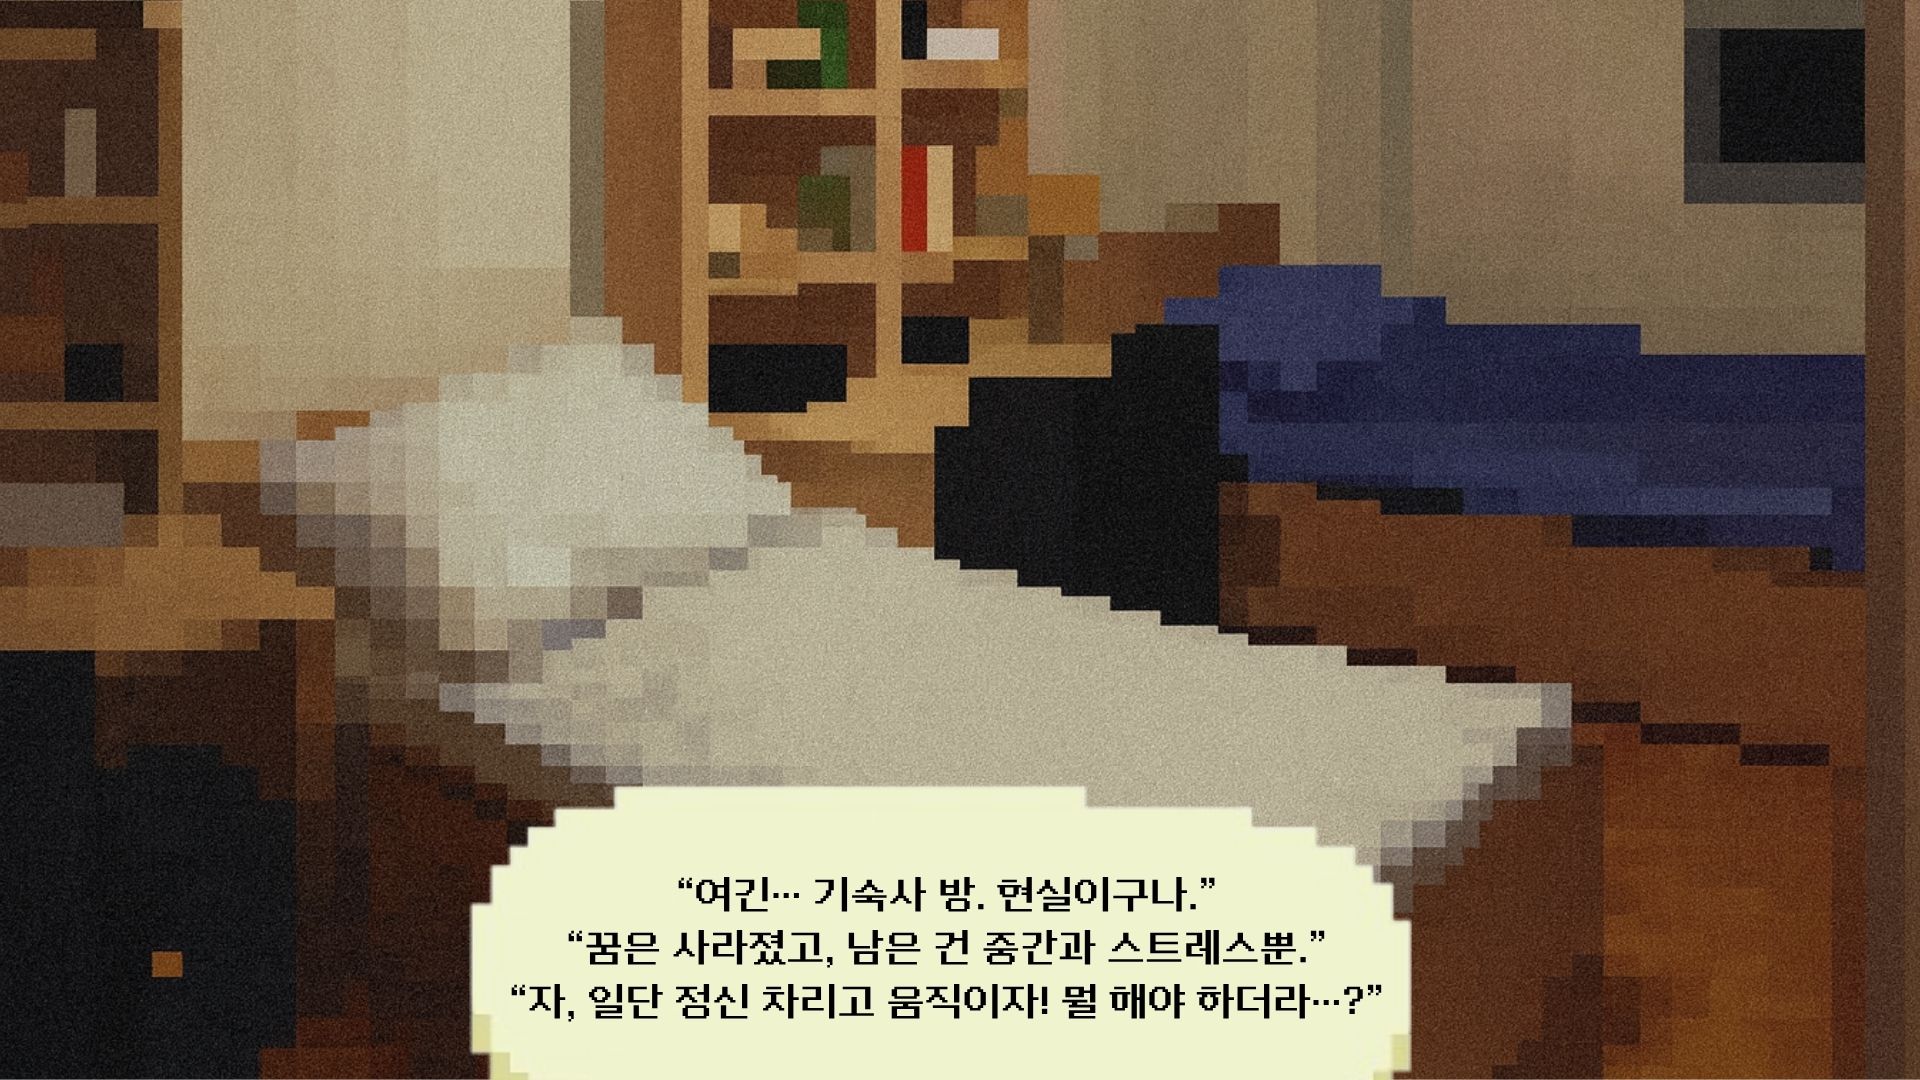 “여긴… 기숙사 방. 현실이구나.”
“꿈은 사라졌고, 남은 건 중간과 스트레스뿐.”
“자, 일단 정신 차리고 움직이자! 뭘 해야 하더라…?”